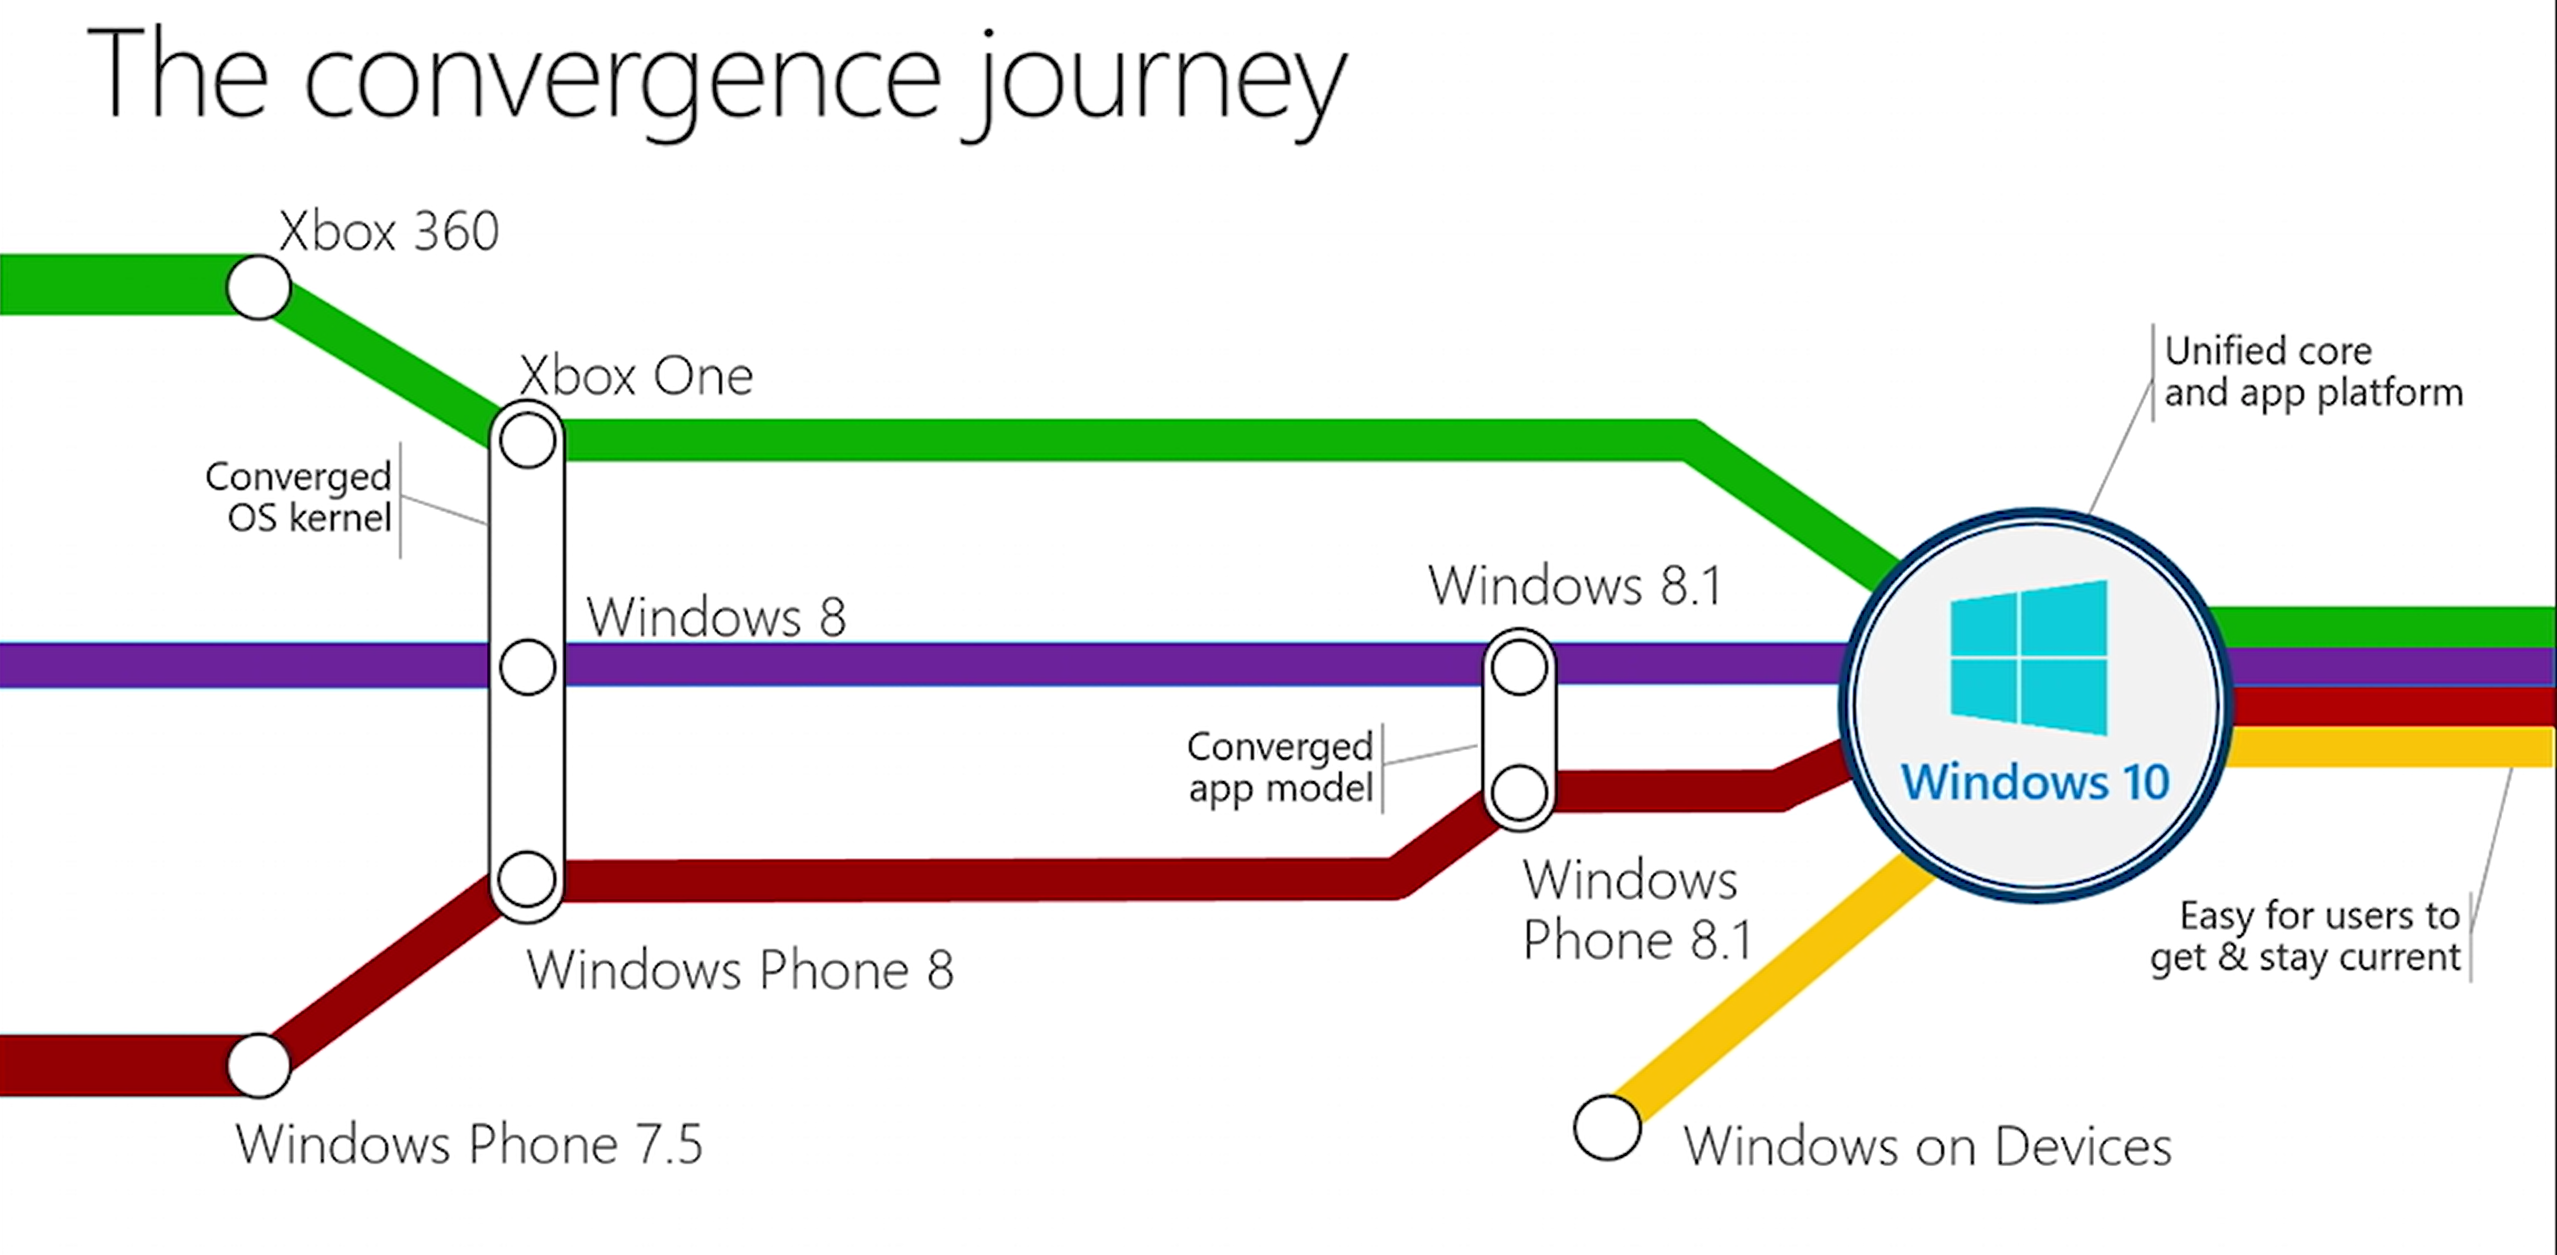 The convergence journey
Xbox 360
Xbox One
Unified core
and app platform
Converged
OS kernel
Windows 8
Windows 8.1
Converged
app model
Windows 10
Windows
Phone 8.1
Easy for users to
get & stay current
Windows Phone 8
Windows Phone 7.5
Windows on Devices